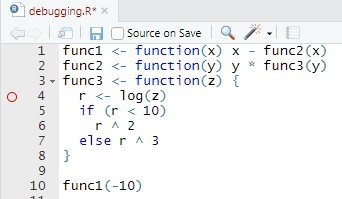 debugging.R*
Source on Save
1 func1 <- function(x) x - func2(x)
2 func2 <- function(y) y * func3(y)
3 func3 <- function(z) {
4   r <- log(z)
5   if (r < 10)
6     r ^ 2
7   else r ^ 3
8 }
9
10 func1(-10)